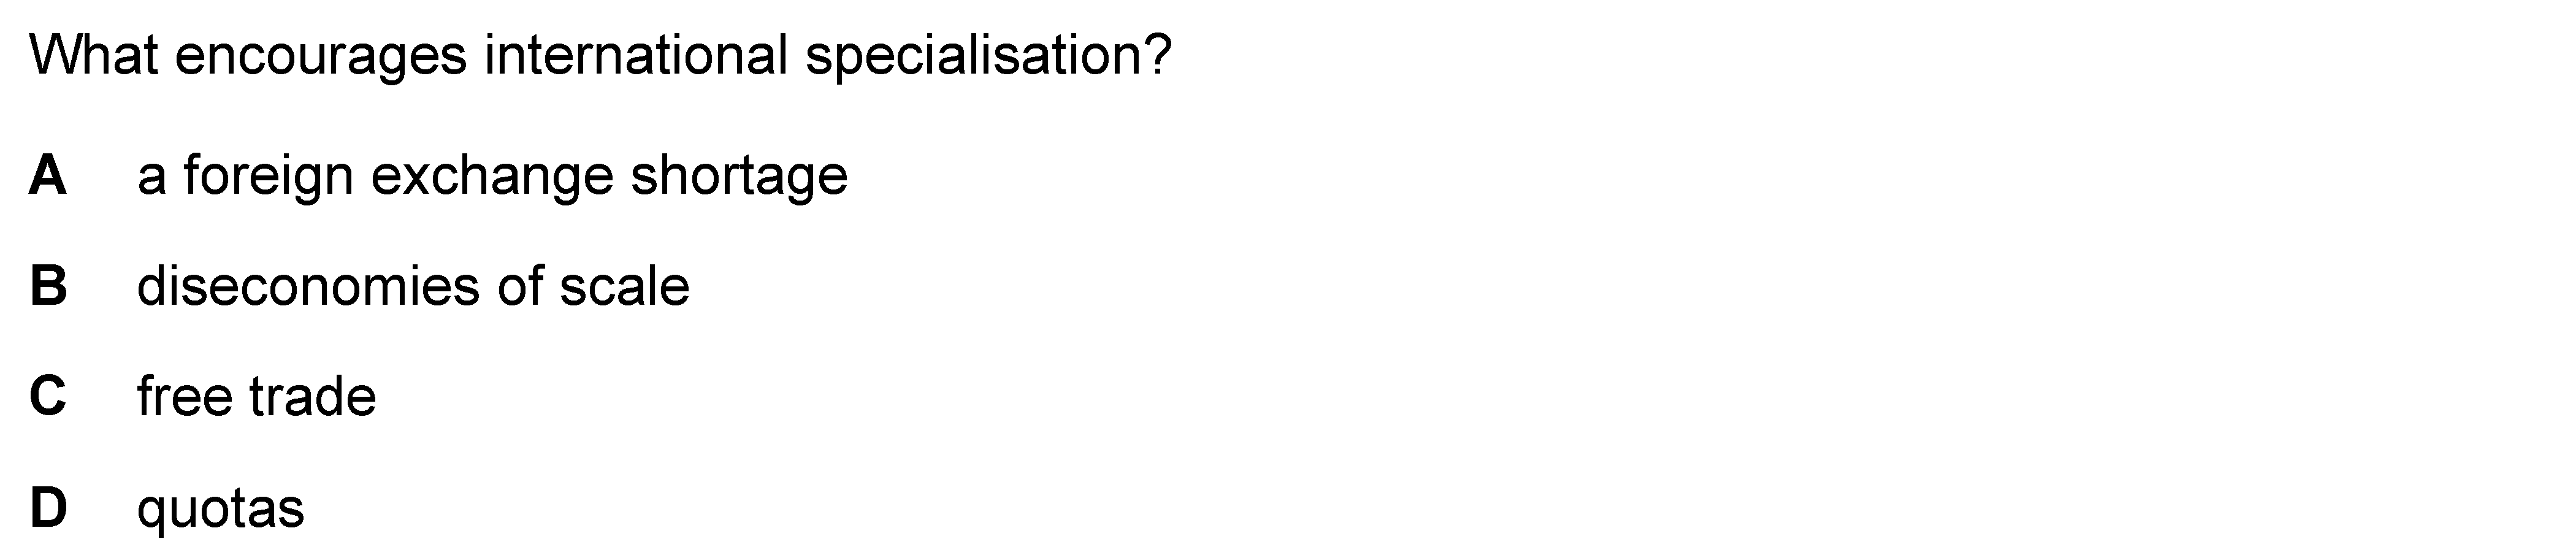 What encourages international specialisation?
A a foreign exchange shortage
B diseconomies of scale
C free trade
D quotas